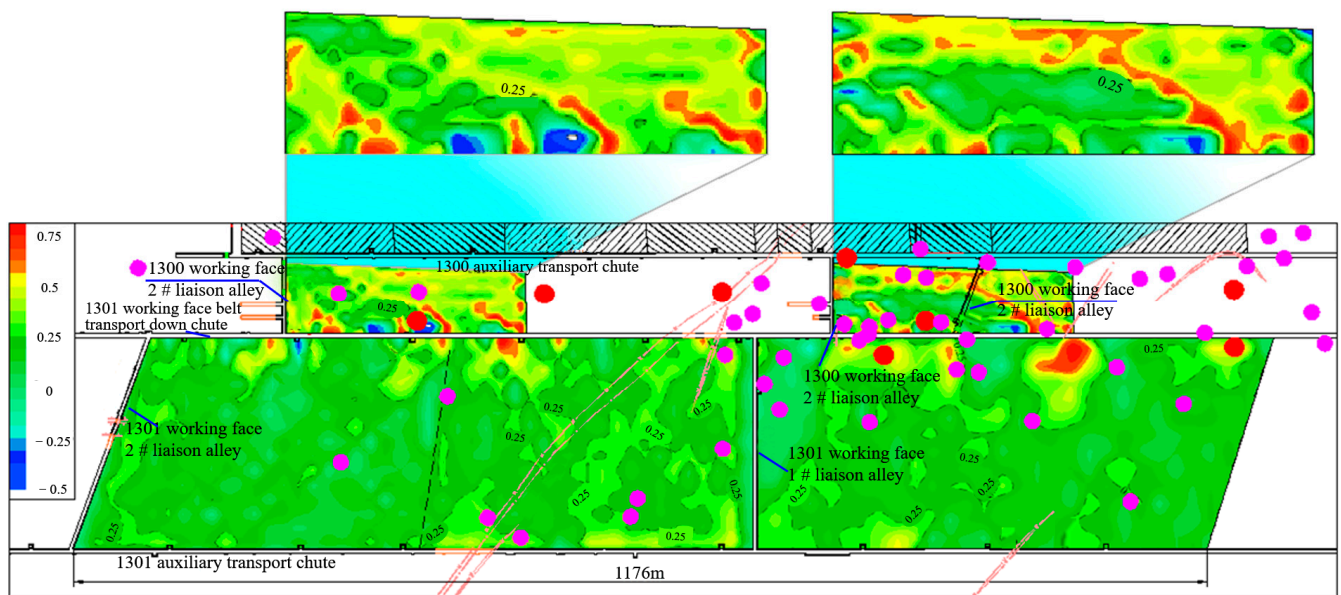 0.25
0.25
0.75
0.5
0.25
0
-0.25
-0.5
1300 auxiliary transport chute
1300 working face
2 # liaison alley
1301 working face belt
transport down chute
0.25
1300 working face
2 # liaison alley
0.25
0.25
0.25
1300 working face
2 # liaison alley
0.25
0.25
0.25
0.25
1301 working face
2 # liaison alley
0.25
0.25
1301 working face
1 # liaison alley
0.25
0.25
0.25
0.25
0.25
0.25
0.25
0.25
1301 auxiliary transport chute
1176m